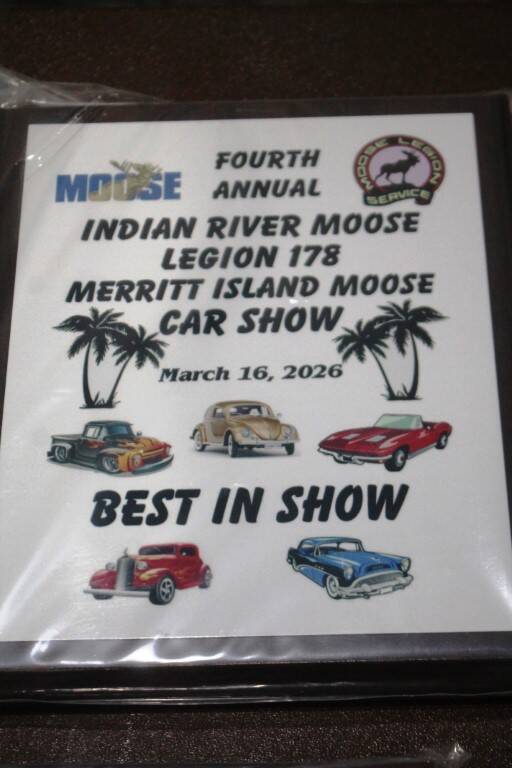 MOOSE
FOURTH
ANNUAL
MOOSE LEGION
SERVICE
INDIAN RIVER MOOSE
LEGION 178
MERRITT ISLAND MOOSE
CAR SHOW
March 16, 2026
BEST IN SHOW